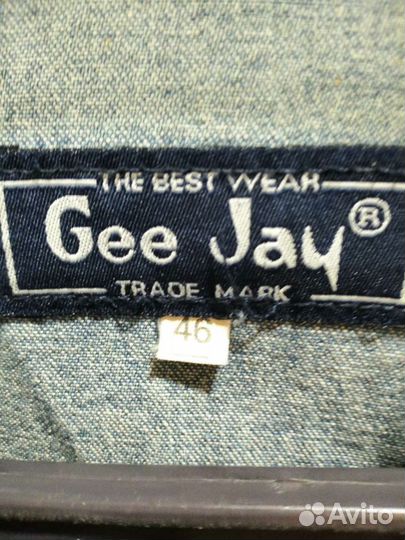 THE BEST WEAR
Gee Jay®
TRADE MARK
46
Avito